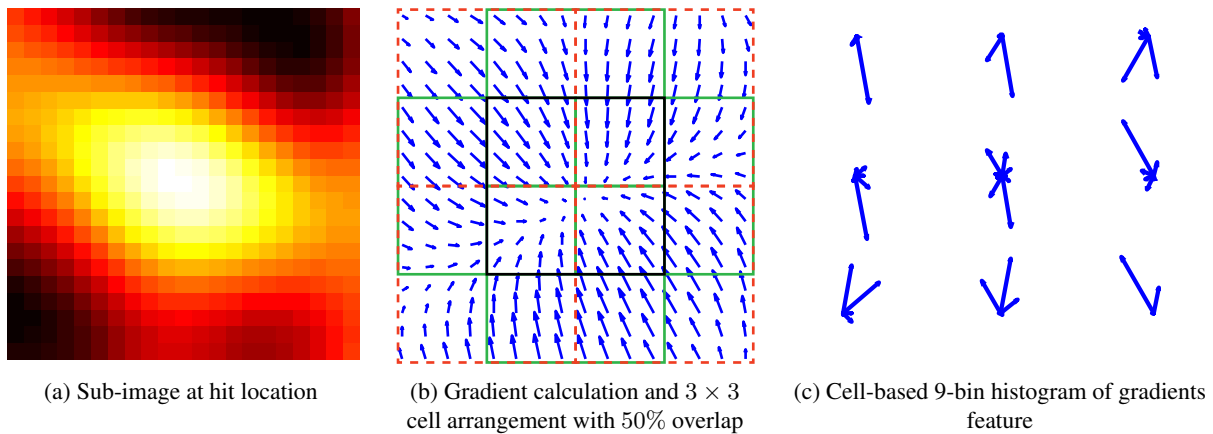 (a) Sub-image at hit location
(b) Gradient calculation and 3 × 3
cell arrangement with 50% overlap
(c) Cell-based 9-bin histogram of gradients
feature